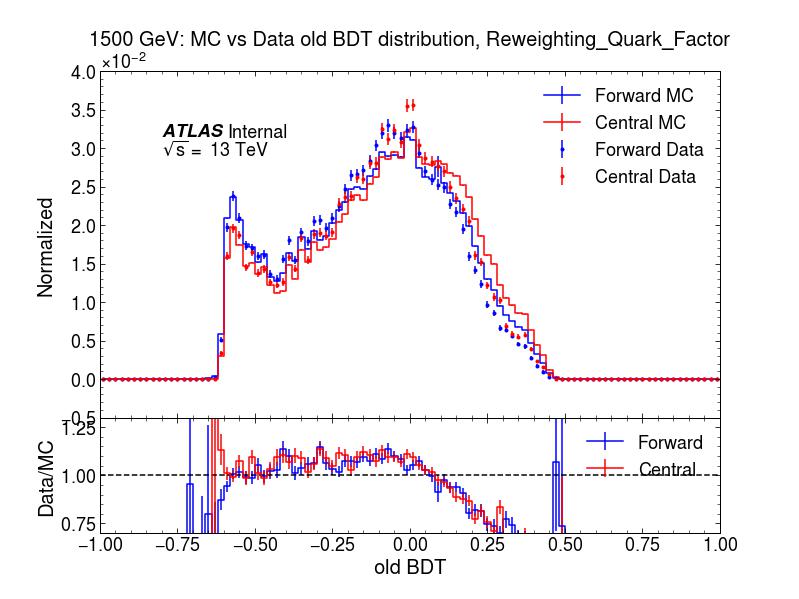 1500 GeV: MC vs Data old BDT distribution, Reweighting_Quark_Factor
×10⁻²
4.0
3.5
3.0
2.5
2.0
1.5
1.0
0.5
0.0
Normalized
ATLAS Internal
√s = 13 TeV
Forward MC
Central MC
Forward Data
Central Data
0.5
1.25
1.00
0.75
Data/MC
Forward
Central
−1.00 −0.75 −0.50 −0.25 0.00 0.25 0.50 0.75 1.00
old BDT